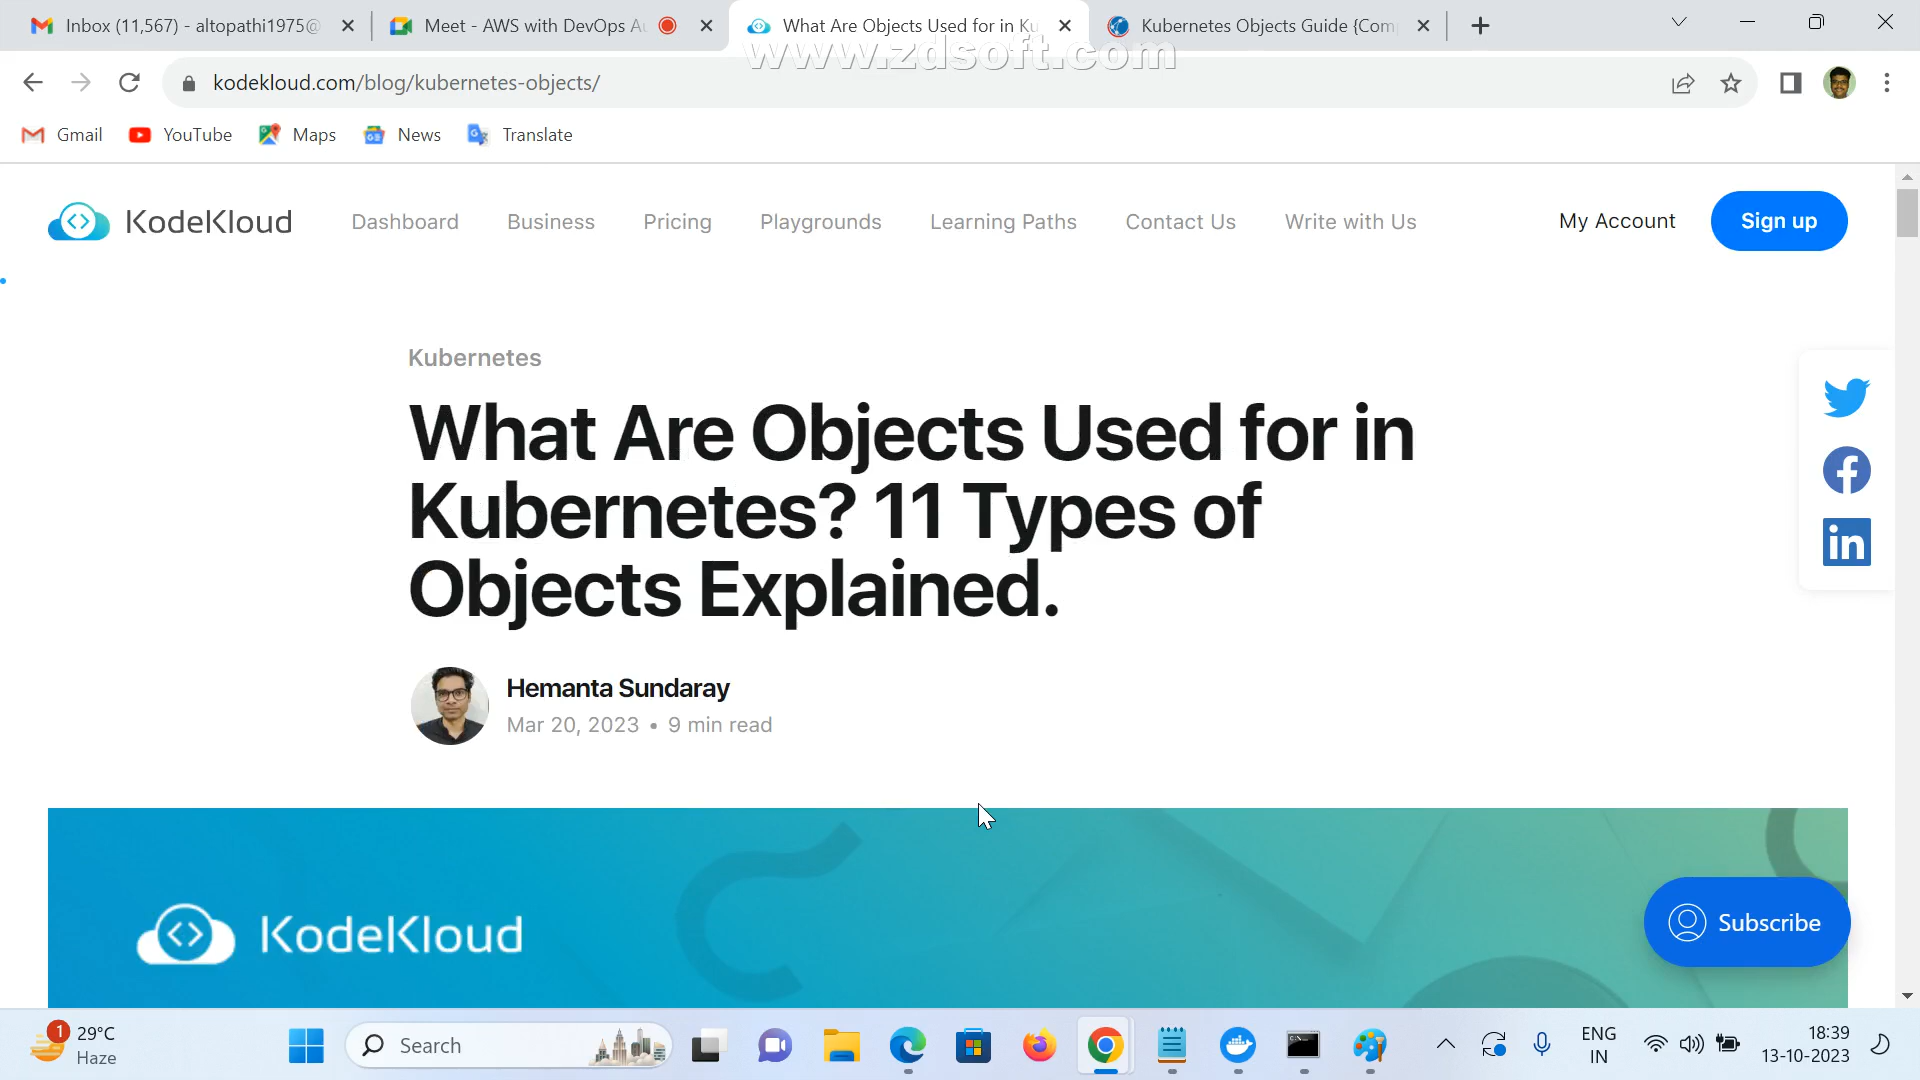 Inbox (11,567) - altopathi1975@
Meet - AWS with DevOps Au
What Are Objects Used for in Ku
Kubernetes Objects Guide {Com
www.zdsoft.com
kodekloud.com/blog/kubernetes-objects/
Gmail
YouTube
Maps
News
Translate
KodeKloud
Dashboard
Business
Pricing
Playgrounds
Learning Paths
Contact Us
Write with Us
My Account
Sign up
Kubernetes
What Are Objects Used for in
Kubernetes? 11 Types of
Objects Explained.
Hemanta Sundaray
Mar 20, 2023 • 9 min read
KodeKloud
Subscribe
1
29°C
Haze
Search
ENG
IN
18:39
13-10-2023